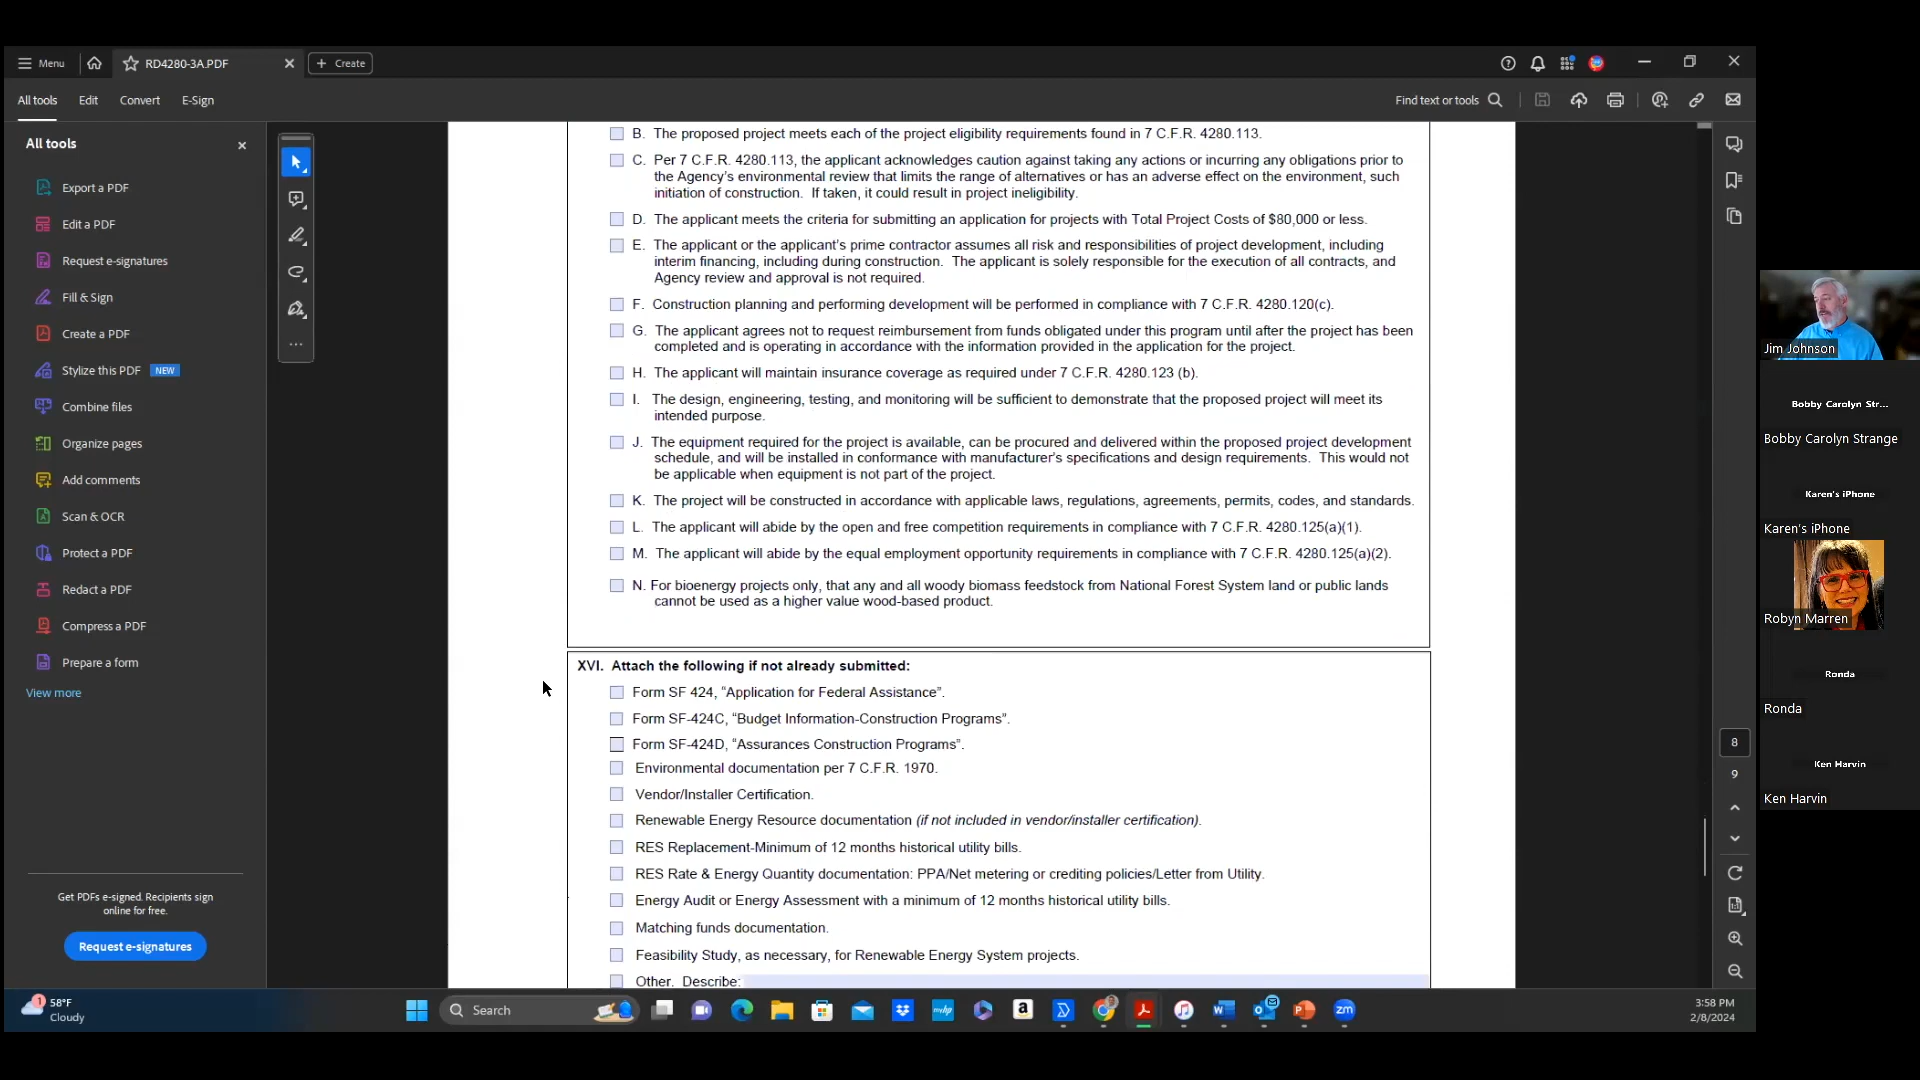 Menu
RD4280-3A.PDF
Create
All tools
Edit
Convert
E-Sign
Find text or tools
All tools
Export a PDF
Edit a PDF
Request e-signatures
Fill & Sign
Create a PDF
Stylize this PDF NEW
Combine files
Organize pages
Add comments
Scan & OCR
Protect a PDF
Redact a PDF
Compress a PDF
Prepare a form
View more
Get PDFs e-signed. Recipients sign
online for free.
Request e-signatures
B. The proposed project meets each of the project eligibility requirements found in 7 C.F.R. 4280.113.
C. Per 7 C.F.R. 4280.113, the applicant acknowledges caution against taking any actions or incurring any obligations prior to
the Agency's environmental review that limits the range of alternatives or has an adverse effect on the environment, such
initiation of construction. If taken, it could result in project ineligibility.
D. The applicant meets the criteria for submitting an application for projects with Total Project Costs of $80,000 or less.
E. The applicant or the applicant's prime contractor assumes all risk and responsibilities of project development, including
interim financing, including during construction. The applicant is solely responsible for the execution of all contracts, and
Agency review and approval is not required.
F. Construction planning and performing development will be performed in compliance with 7 C.F.R. 4280.120(c).
G. The applicant agrees not to request reimbursement from funds obligated under this program until after the project has been
completed and is operating in accordance with the information provided in the application for the project.
H. The applicant will maintain insurance coverage as required under 7 C.F.R. 4280.123 (b).
I. The design, engineering, testing, and monitoring will be sufficient to demonstrate that the proposed project will meet its
intended purpose.
J. The equipment required for the project is available, can be procured and delivered within the proposed project development
schedule, and will be installed in conformance with manufacturer's specifications and design requirements. This would not
be applicable when equipment is not part of the project.
K. The project will be constructed in accordance with applicable laws, regulations, agreements, permits, codes, and standards.
L. The applicant will abide by the open and free competition requirements in compliance with 7 C.F.R. 4280.125(a)(1).
M. The applicant will abide by the equal employment opportunity requirements in compliance with 7 C.F.R. 4280.125(a)(2).
N. For bioenergy projects only, that any and all woody biomass feedstock from National Forest System land or public lands
cannot be used as a higher value wood-based product.
XVI. Attach the following if not already submitted:
Form SF 424, “Application for Federal Assistance”.
Form SF-424C, “Budget Information-Construction Programs”.
Form SF-424D, “Assurances Construction Programs”.
Environmental documentation per 7 C.F.R. 1970.
Vendor/Installer Certification.
Renewable Energy Resource documentation (if not included in vendor/installer certification).
RES Replacement-Minimum of 12 months historical utility bills.
RES Rate & Energy Quantity documentation: PPA/Net metering or crediting policies/Letter from Utility.
Energy Audit or Energy Assessment with a minimum of 12 months historical utility bills.
Matching funds documentation.
Feasibility Study, as necessary, for Renewable Energy System projects.
Other. Describe:
8
9
Jim Johnson
Bobby Carolyn Str...
Bobby Carolyn Strange
Karen's iPhone
Karen's iPhone
Robyn Marren
Ronda
Ronda
Ken Harvin
Ken Harvin
1
58°F
Cloudy
Search
myhp
a
W
P
zm
3:58 PM
2/8/2024